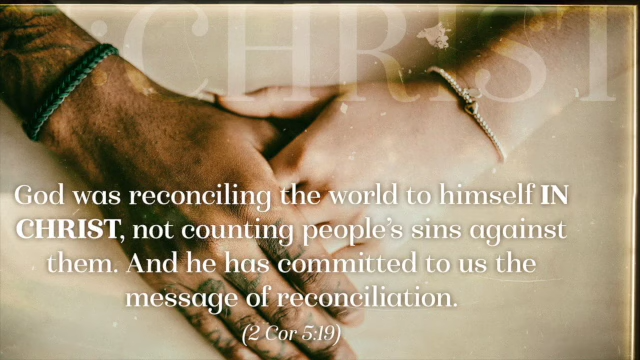 :CHRIST
God was reconciling the world to himself IN
CHRIST, not counting people’s sins against
them. And he has committed to us the
message of reconciliation.
(2 Cor 5:19)